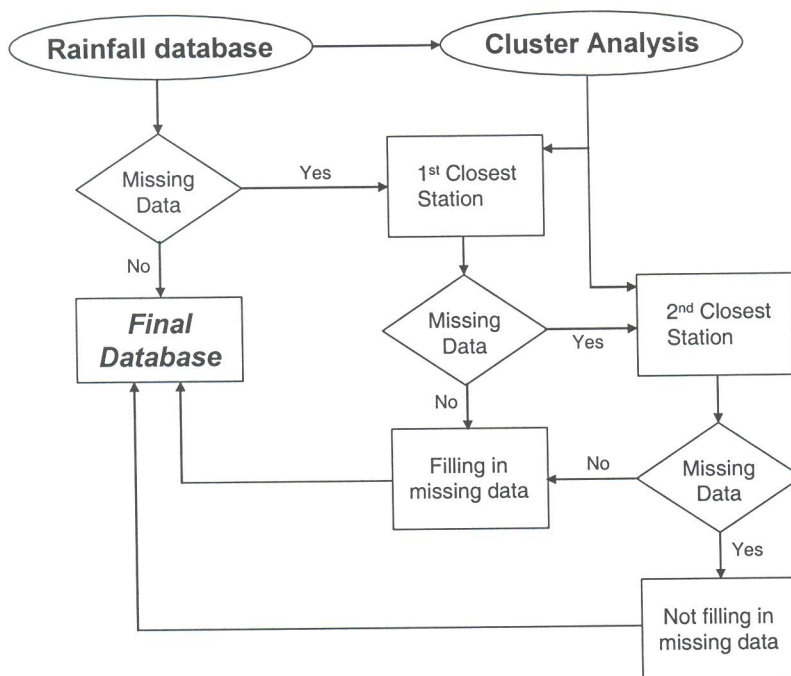 Rainfall database
Cluster Analysis
Missing
Data
Yes
1st Closest
Station
No
Final
Database
Missing
Data
Yes
2nd Closest
Station
No
Filling in
missing data
No
Missing
Data
Yes
Not filling in
missing data